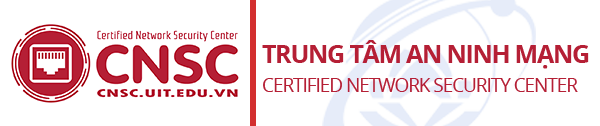 Certified Network Security Center
CNSC
CNSC.UIT.EDU.VN
TRUNG TÂM AN NINH MẠNG
CERTIFIED NETWORK SECURITY CENTER